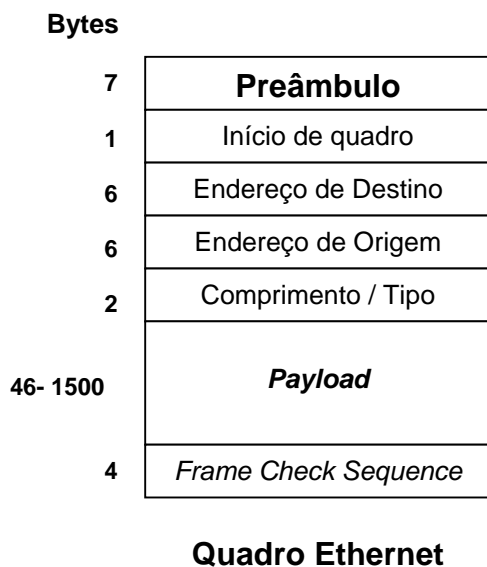 Bytes
7 Preâmbulo
1 Início de quadro
6 Endereço de Destino
6 Endereço de Origem
2 Comprimento / Tipo
46- 1500 Payload
4 Frame Check Sequence
Quadro Ethernet